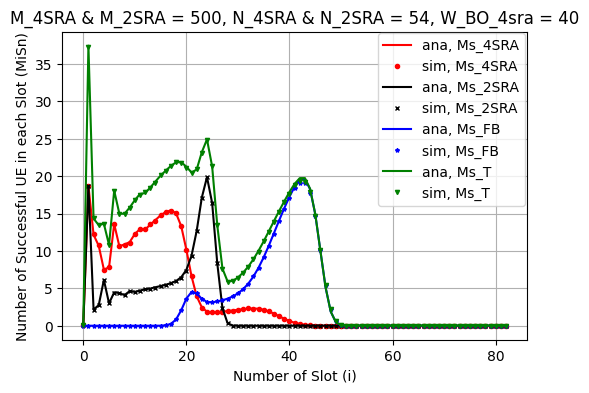 M_4SRA & M_2SRA = 500, N_4SRA & N_2SRA = 54, W_BO_4sra = 40
Number of Successful UE in each Slot (MiSn)
35
30
25
20
15
10
5
0
ana, Ms_4SRA
sim, Ms_4SRA
ana, Ms_2SRA
sim, Ms_2SRA
ana, Ms_FB
sim, Ms_FB
ana, Ms_T
sim, Ms_T
0 20 40 60 80
Number of Slot (i)